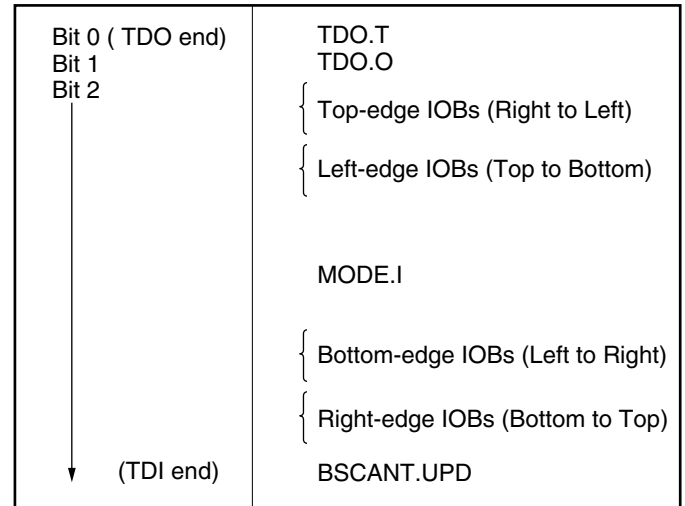 Bit 0 ( TDO end) TDO.T
Bit 1 TDO.O
Bit 2
Top-edge IOBs (Right to Left)
Left-edge IOBs (Top to Bottom)
MODE.I
Bottom-edge IOBs (Left to Right)
Right-edge IOBs (Bottom to Top)
(TDI end) BSCANT.UPD